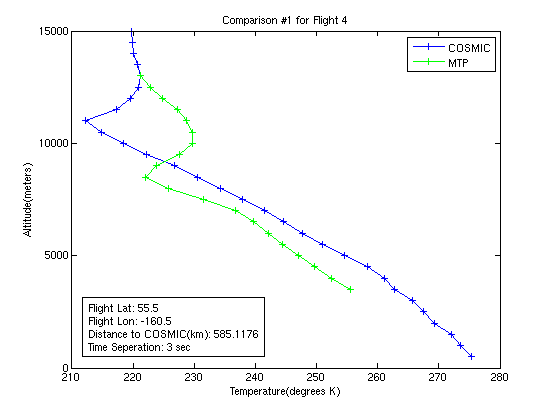 Comparison #1 for Flight 4
COSMIC
MTP
15000
10000
5000
0
Altitude(meters)
Flight Lat: 55.5
Flight Lon: -160.5
Distance to COSMIC(km): 585.1176
Time Seperation: 3 sec
210 220 230 240 250 260 270 280
Temperature(degrees K)